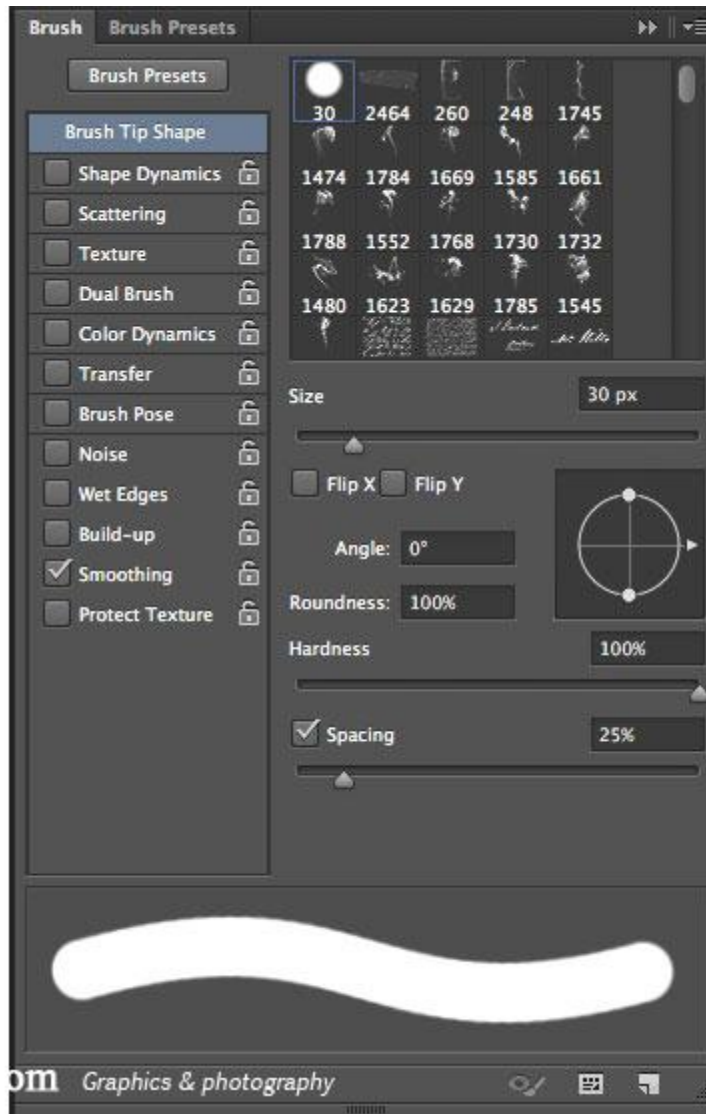 Brush Brush Presets
Brush Presets
Brush Tip Shape
Shape Dynamics
Scattering
Texture
Dual Brush
Color Dynamics
Transfer
Brush Pose
Noise
Wet Edges
Build-up
Smoothing
Protect Texture
30 2464 260 248 1745
1474 1784 1669 1585 1661
1788 1552 1768 1730 1732
1480 1623 1629 1785 1545
Size 30 px
Flip X Flip Y
Angle: 0°
Roundness: 100%
Hardness 100%
Spacing 25%
om Graphics & photography